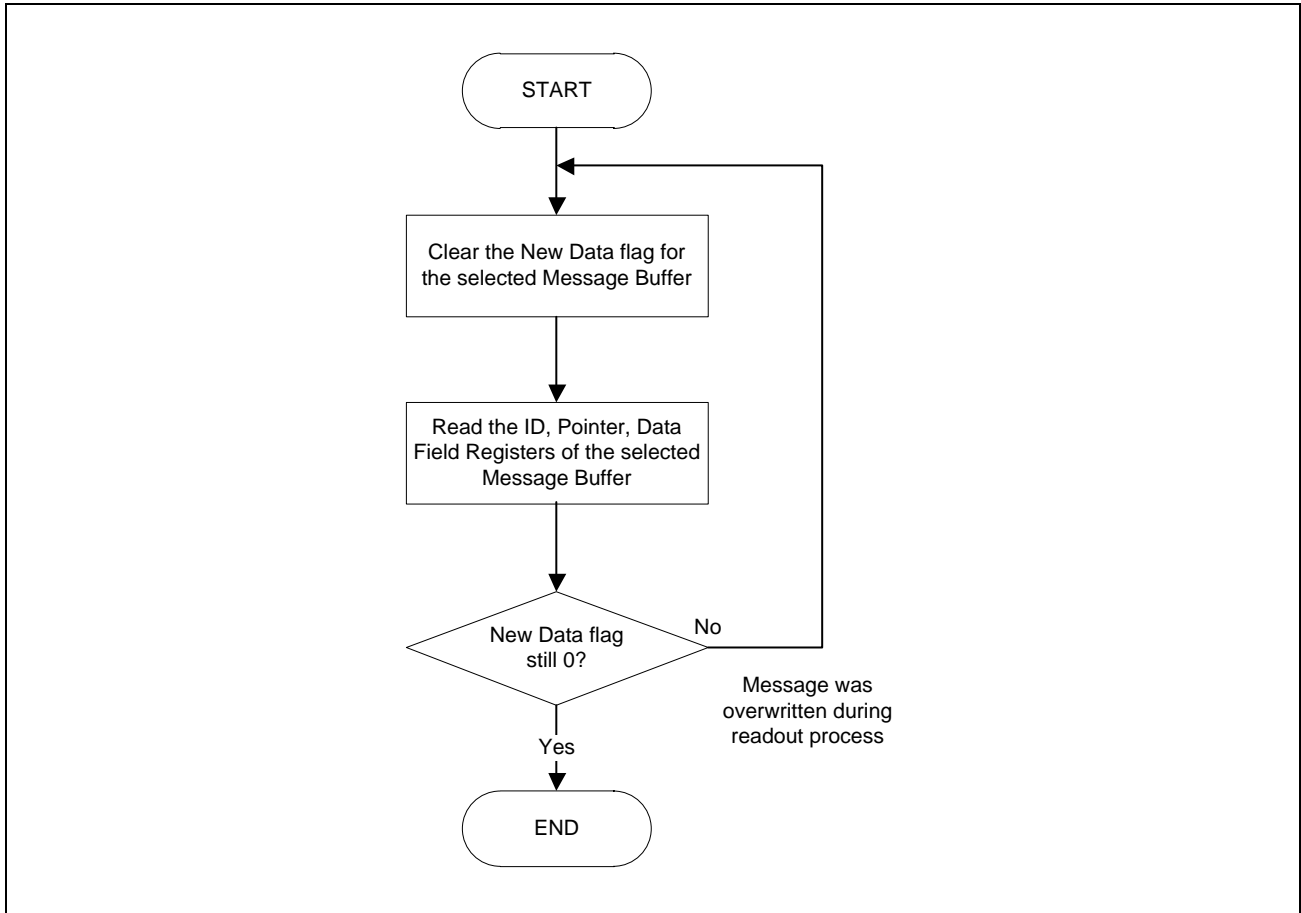 START
Clear the New Data flag for
the selected Message Buffer
Read the ID, Pointer, Data
Field Registers of the selected
Message Buffer
New Data flag
still 0?
No
Message was
overwritten during
readout process
Yes
END